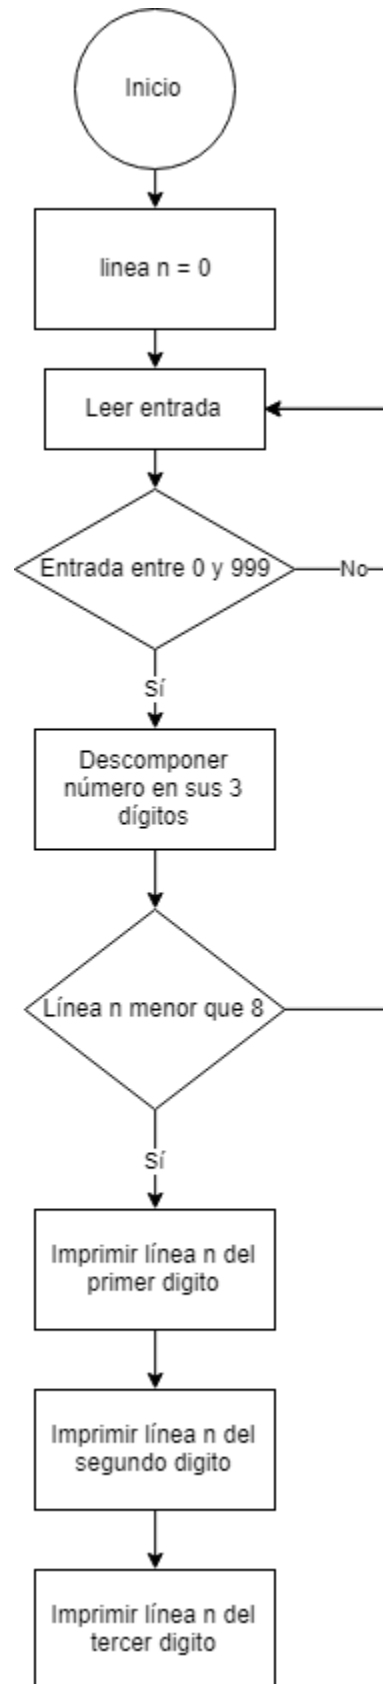 Inicio
linea n = 0
Leer entrada
Entrada entre 0 y 999
No
Sí
Descomponer
número en sus 3
dígitos
Línea n menor que 8
Sí
Imprimir línea n del
primer digito
Imprimir línea n del
segundo digito
Imprimir línea n del
tercer digito